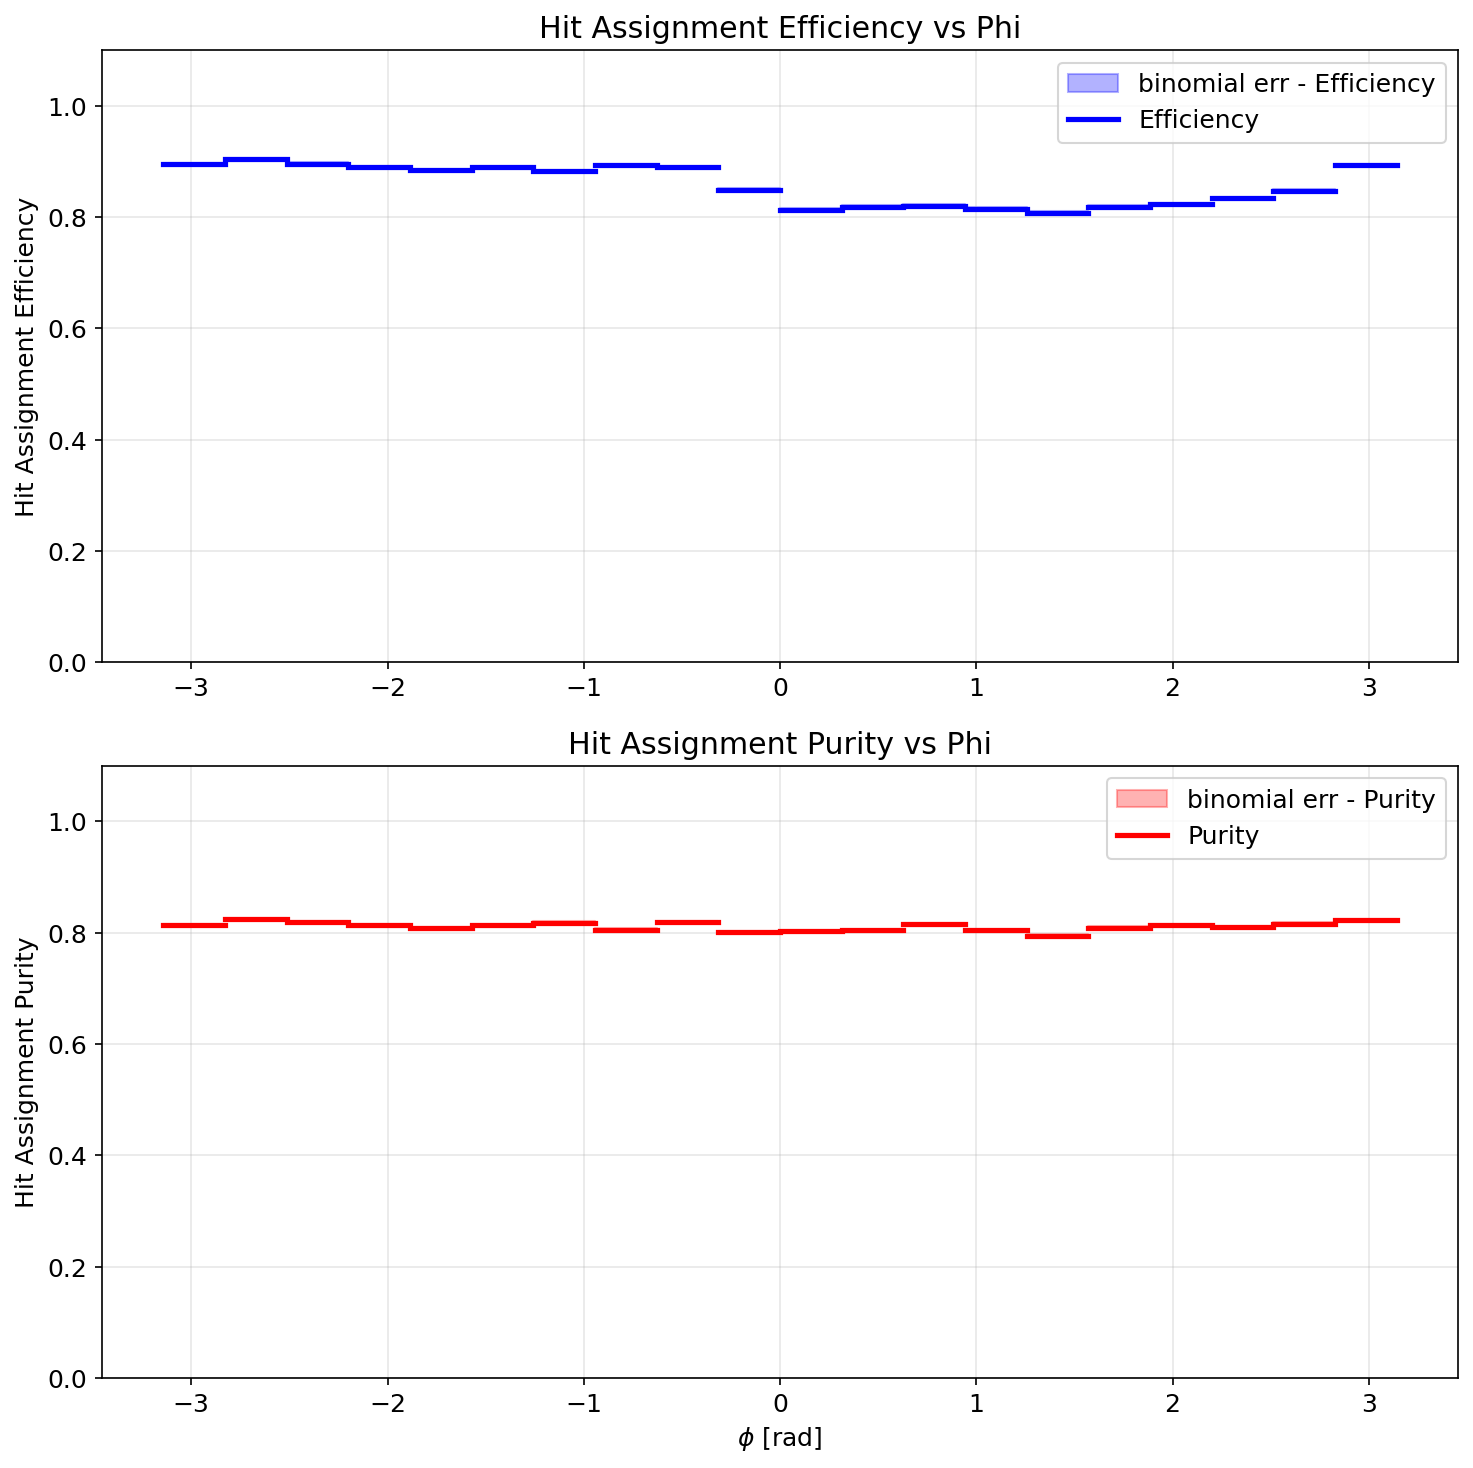 Hit Assignment Efficiency vs Phi
binomial err - Efficiency
Efficiency
Hit Assignment Efficiency
1.0
0.8
0.6
0.4
0.2
0.0
−3 −2 −1 0 1 2 3
Hit Assignment Purity vs Phi
binomial err - Purity
Purity
Hit Assignment Purity
1.0
0.8
0.6
0.4
0.2
0.0
−3 −2 −1 0 1 2 3
ϕ [rad]